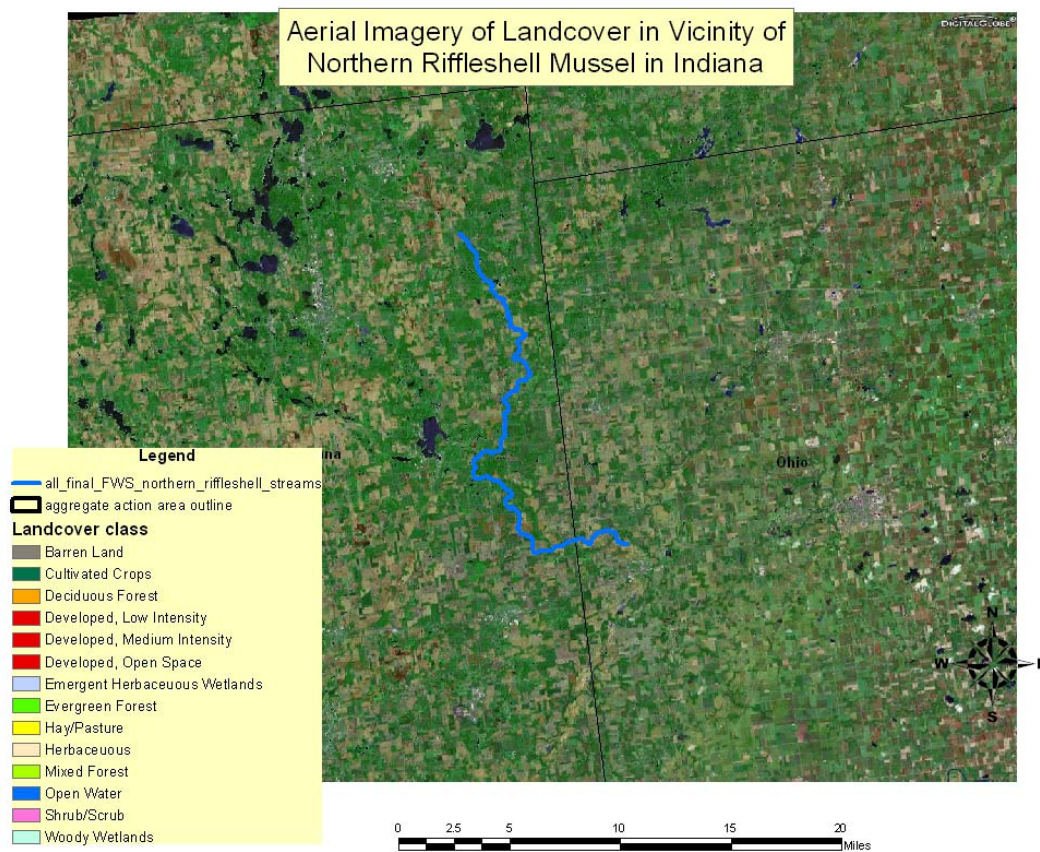 DIGITALGLOBE
Aerial Imagery of Landcover in Vicinity of
Northern Riffleshell Mussel in Indiana
Legend
una
all_final_FWS_northern_riffleshell_streams
aggregate action area outline
Landcover class
Barren Land
Cultivated Crops
Deciduous Forest
Developed, Low Intensity
Developed, Medium Intensity
Developed, Open Space
Emergent Herbaceuous Wetlands
Evergreen Forest
Hay/Pasture
Herbaceous
Mixed Forest
Open Water
Shrub/Scrub
Woody Wetlands
Ohio
N
W
S
0 2.5 5 10 15 20
Miles